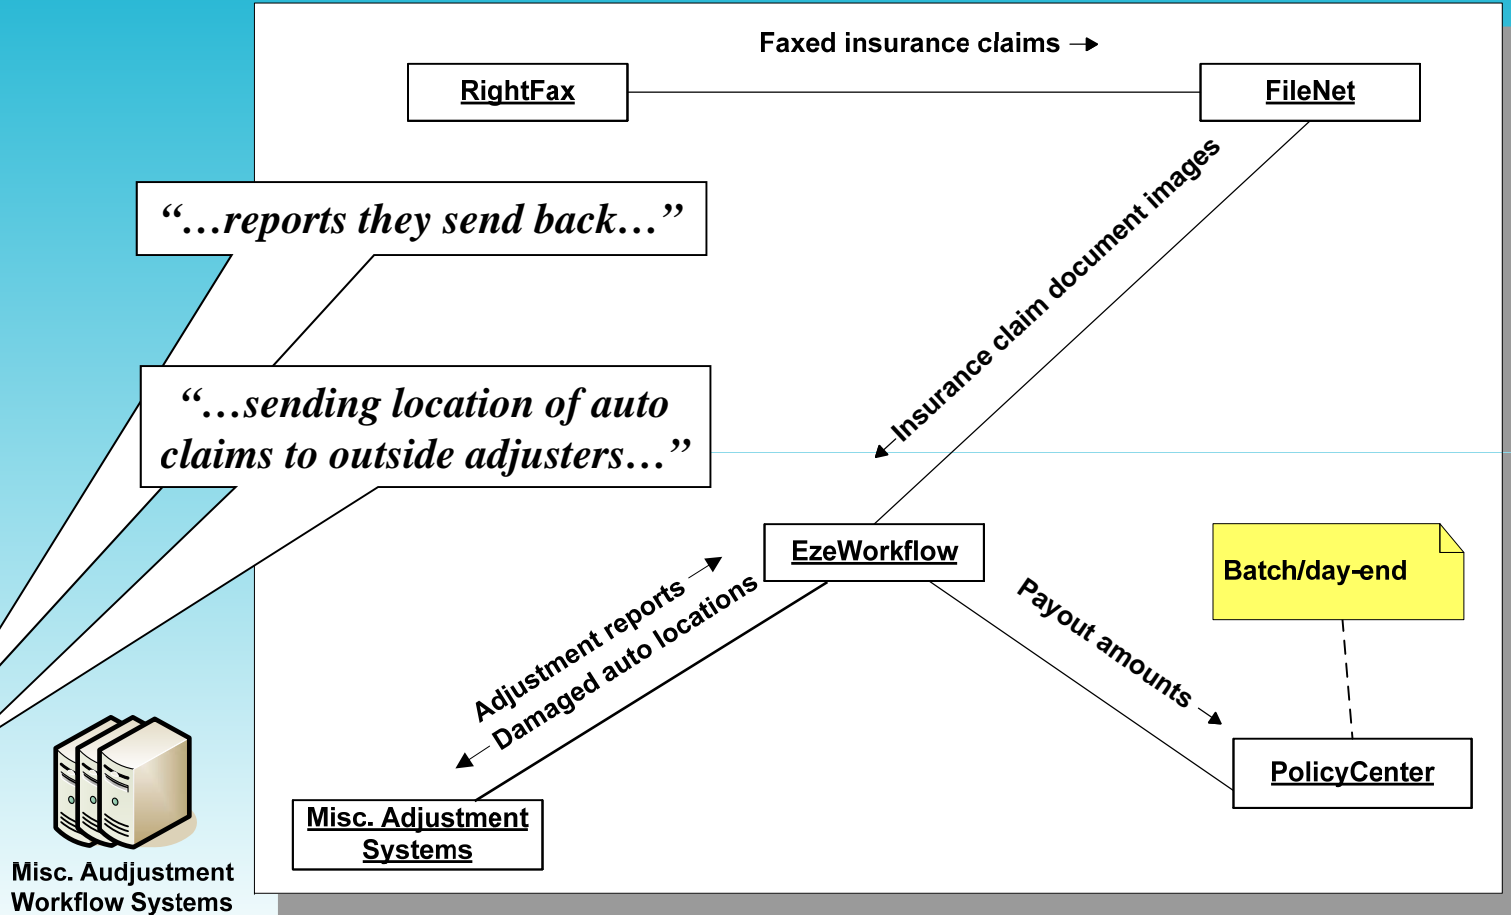 Faxed insurance claims →
RightFax
FileNet
“…reports they send back…”
Insurance claim document images
“…sending location of auto
claims to outside adjusters…”
EzeWorkflow
Batch/day-end
Adjustment reports
Damaged auto locations
Payout amounts
PolicyCenter
Misc. Adjustment
Systems
Misc. Audjustment
Workflow Systems